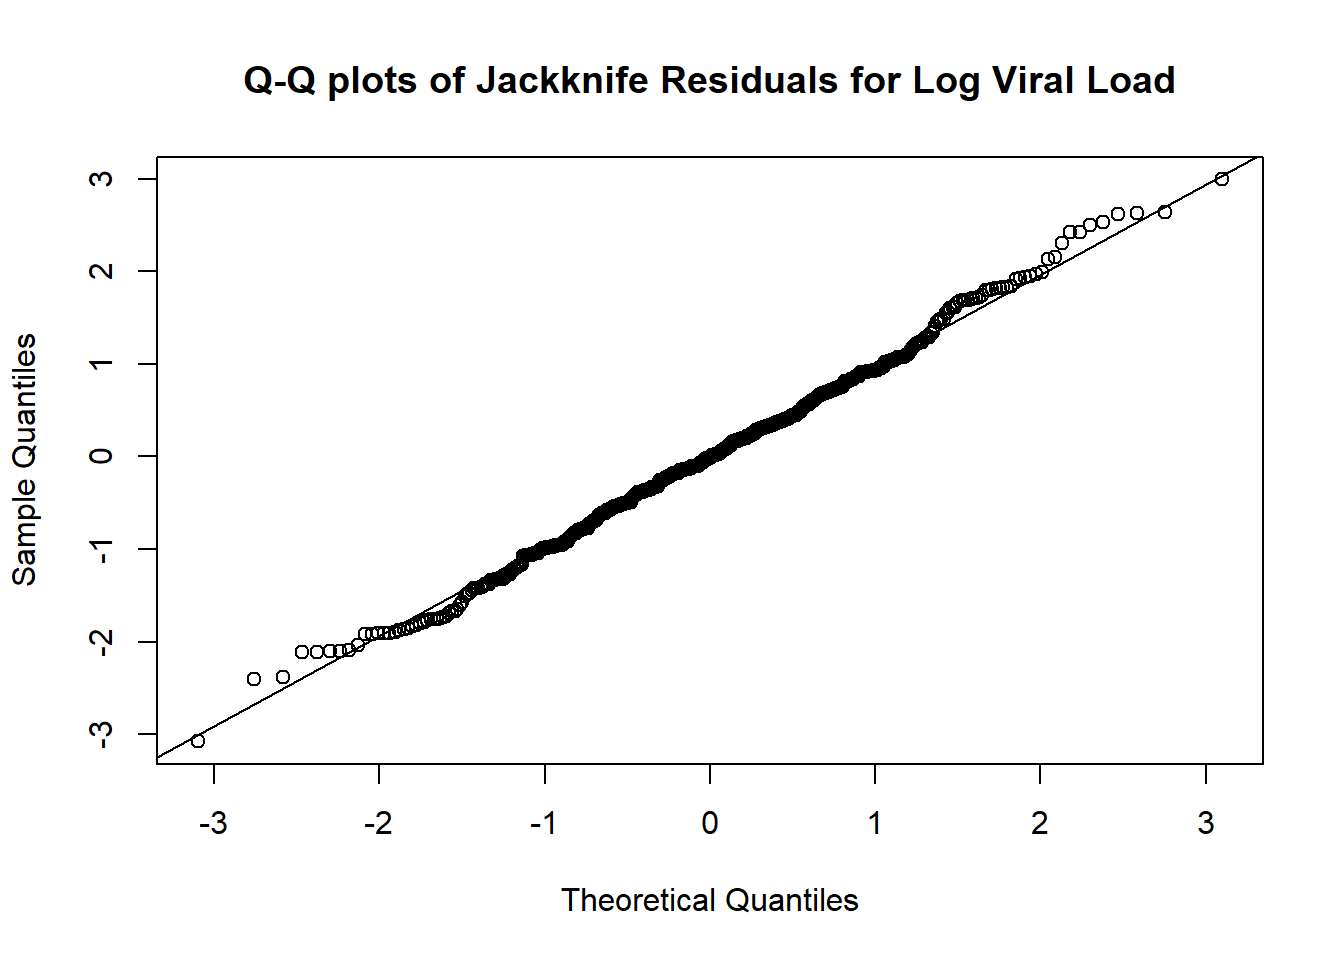 Q-Q plots of Jackknife Residuals for Log Viral Load
Sample Quantiles
3
2
1
0
-1
-2
-3
-3 -2 -1 0 1 2 3
Theoretical Quantiles